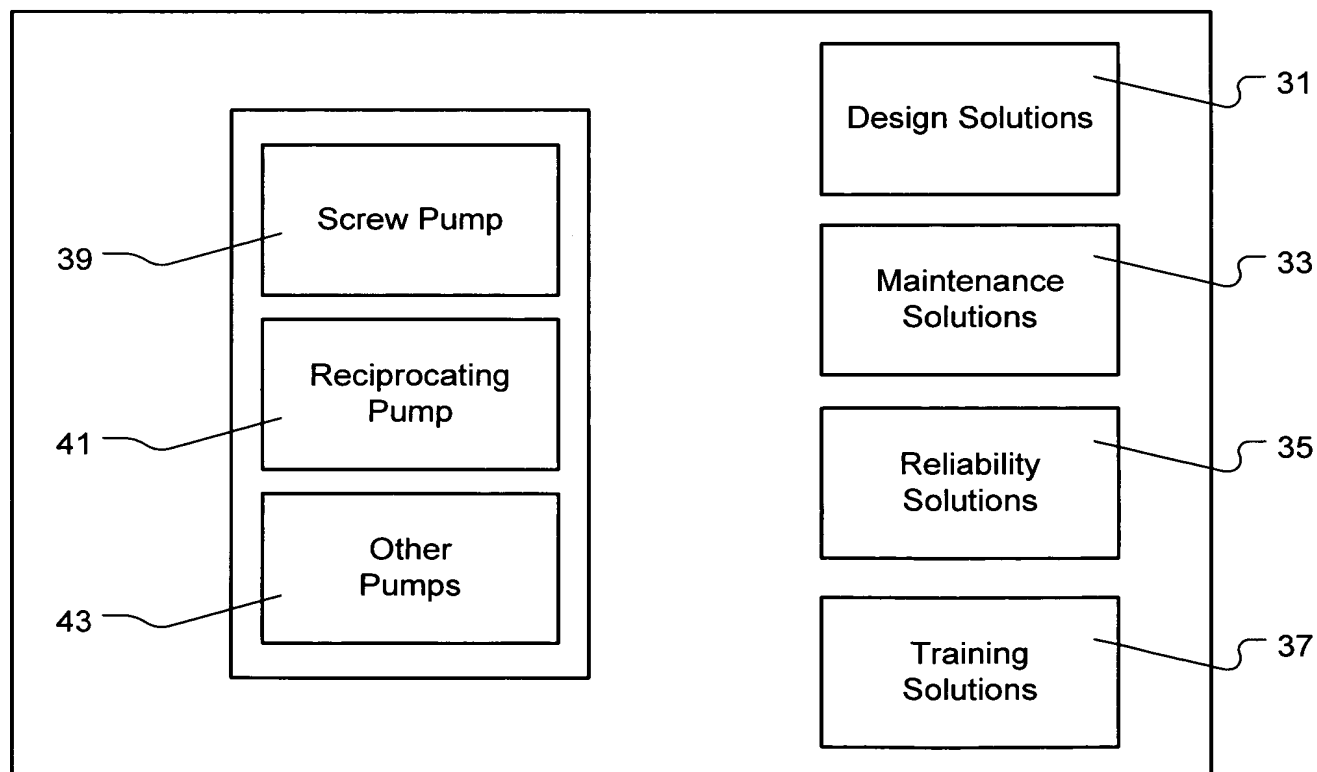 Screw Pump
39
Reciprocating
Pump
41
Other
Pumps
43
Design Solutions
31
Maintenance
Solutions
33
Reliability
Solutions
35
Training
Solutions
37